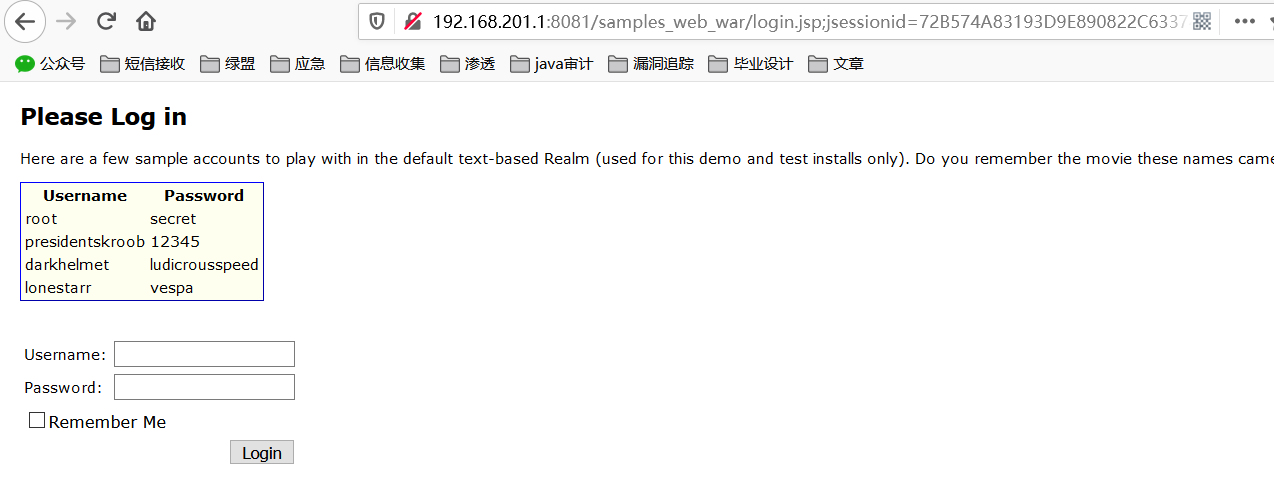 192.168.201.1:8081/samples_web_war/login.jsp;jsessionid=72B574A83193D9E890822C6337
公众号 短信接收 绿盟 应急 信息收集 渗透 java审计 漏洞追踪 毕业设计 文章
Please Log in
Here are a few sample accounts to play with in the default text-based Realm (used for this demo and test installs only). Do you remember the movie these names came
Username Password
root secret
presidentskroob 12345
darkhelmet ludicrousspeed
lonestarr vespa
Username:
Password:
Remember Me
Login